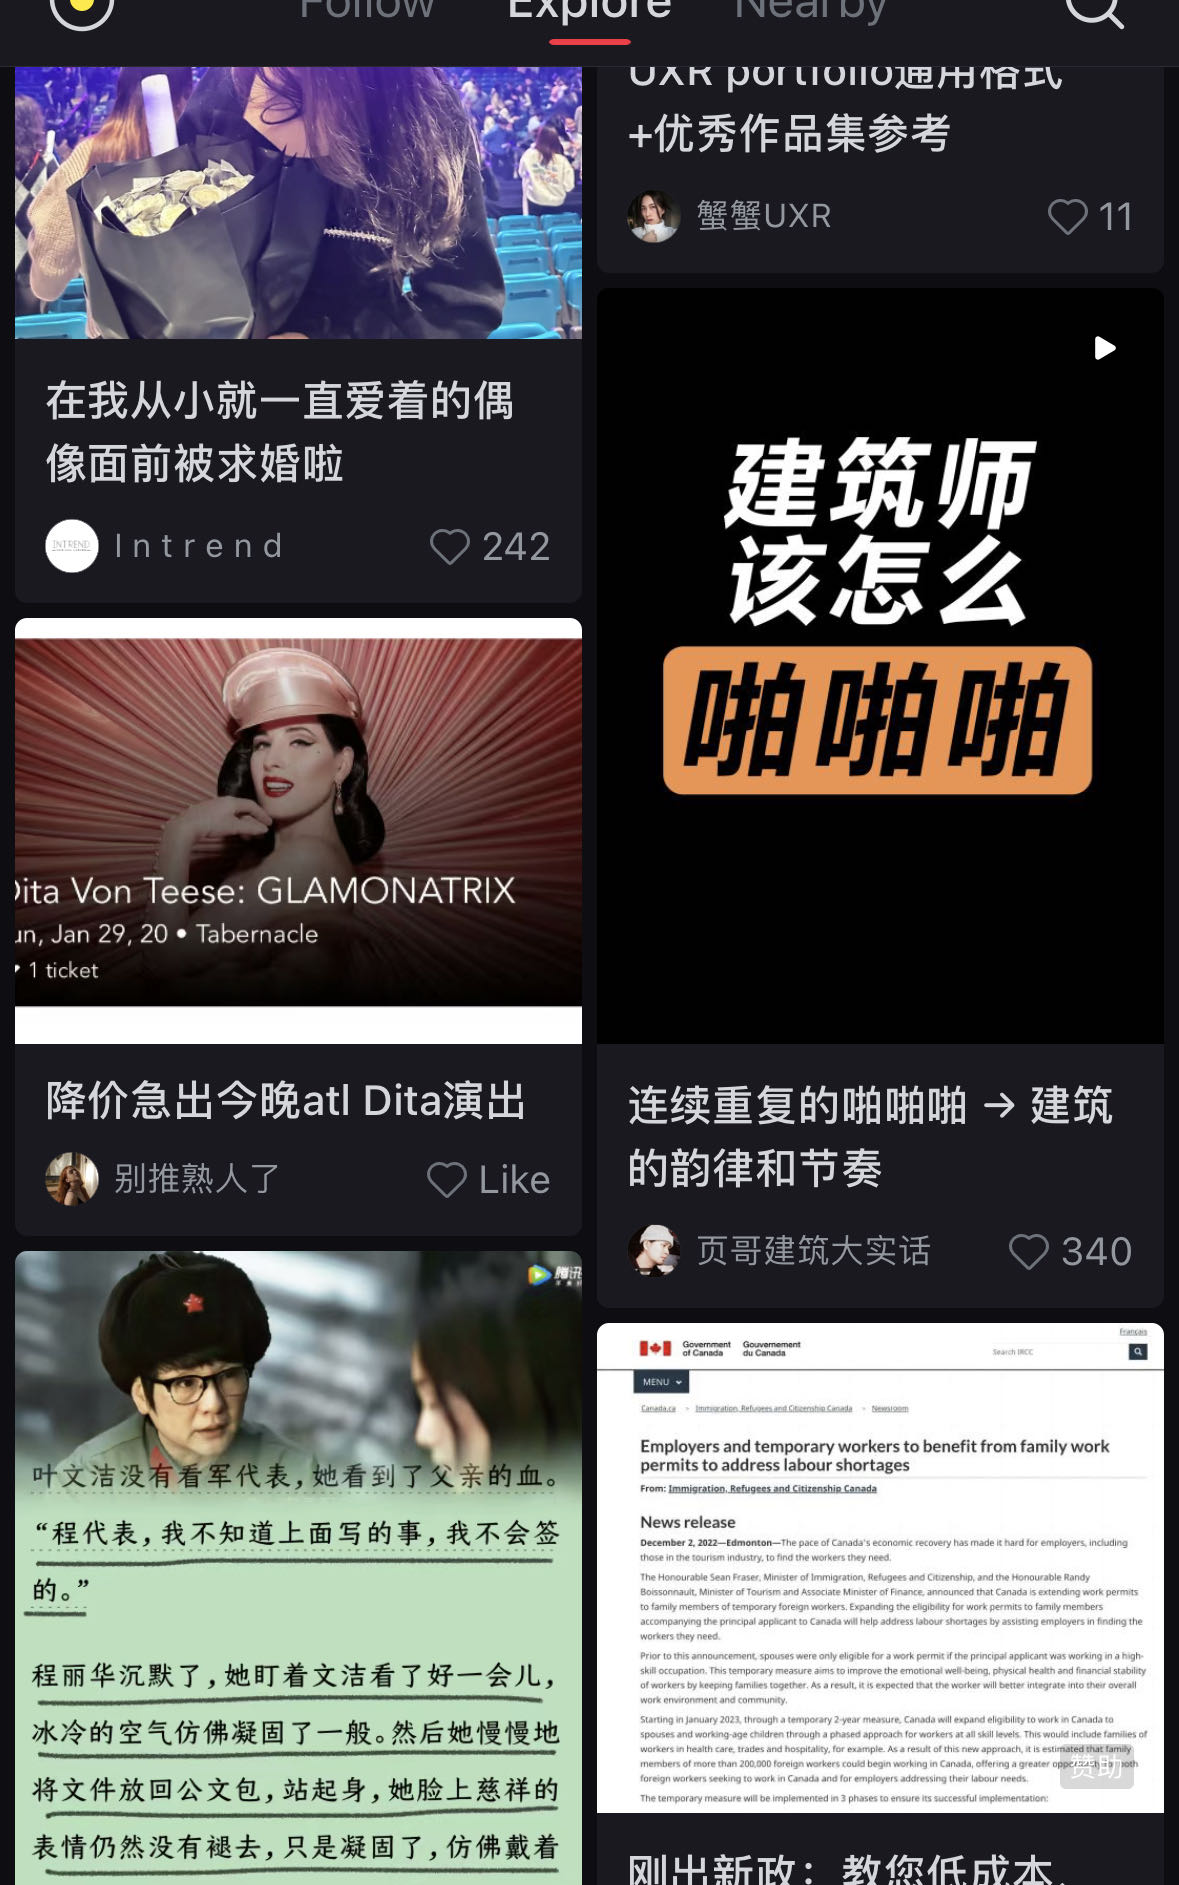 Follow
Explore
Nearby
在我从小就一直爱着的偶
像面前被求婚啦
INTREND
Intrend
242
Dita Von Teese: GLAMONATRIX
Sun, Jan 29, 20 • Tabernacle
1 ticket
降价急出今晚atl Dita演出
别推熟人了
Like
腾讯
叶文洁没有看军代表，她看到了父亲的血。
“程代表，我不知道上面写的事，我不会签
的。”
程丽华沉默了，她盯着文洁看了好一会儿，
冰冷的空气仿佛凝固了一般。然后她慢慢地
将文件放回公文包，站起身，她脸上慈祥的
表情仍然没有褪去，只是凝固了，仿佛戴着
UXR portfolio通用格式
+优秀作品集参考
蟹蟹UXR
11
建筑师
该怎么
啪啪啪
连续重复的啪啪啪 → 建筑
的韵律和节奏
页哥建筑大实话
340
Français
Government of Canada
Gouvernement du Canada
Search IRCC
MENU
Canada.ca > Immigration, Refugees and Citizenship Canada > Newsroom
Employers and temporary workers to benefit from family work
permits to address labour shortages
From: Immigration, Refugees and Citizenship Canada
News release
December 2, 2022—Edmonton—The pace of Canada's economic recovery has made it hard for employers, including
those in the tourism industry, to find the workers they need.
The Honourable Sean Fraser, Minister of Immigration, Refugees and Citizenship, and the Honourable Randy
Boissonnault, Minister of Tourism and Associate Minister of Finance, announced that Canada is extending work permits
to family members of temporary foreign workers. Expanding the eligibility for work permits to family members
accompanying the principal applicant to Canada will help address labour shortages by assisting employers in finding the
workers they need.
Prior to this announcement, spouses were only eligible for a work permit if the principal applicant was working in a high-
skill occupation. This temporary measure aims to improve the emotional well-being, physical health and financial stability
of workers by keeping families together. As a result, it is expected that the worker will better integrate into their overall
work environment and community.
Starting in January 2023, through a temporary 2-year measure, Canada will expand eligibility to work in Canada to
spouses and working-age children through a phased approach for workers at all skill levels. This would include families of
workers in health care, trades and hospitality, for example. As a result of this new approach, it is estimated that family
members of more than 200,000 foreign workers could begin working in Canada, offering a greater both
foreign workers seeking to work in Canada and for employers addressing their labour needs.
The temporary measure will be implemented in 3 phases to ensure its successful implementation:
赞助
刚出新政：教您低成本、